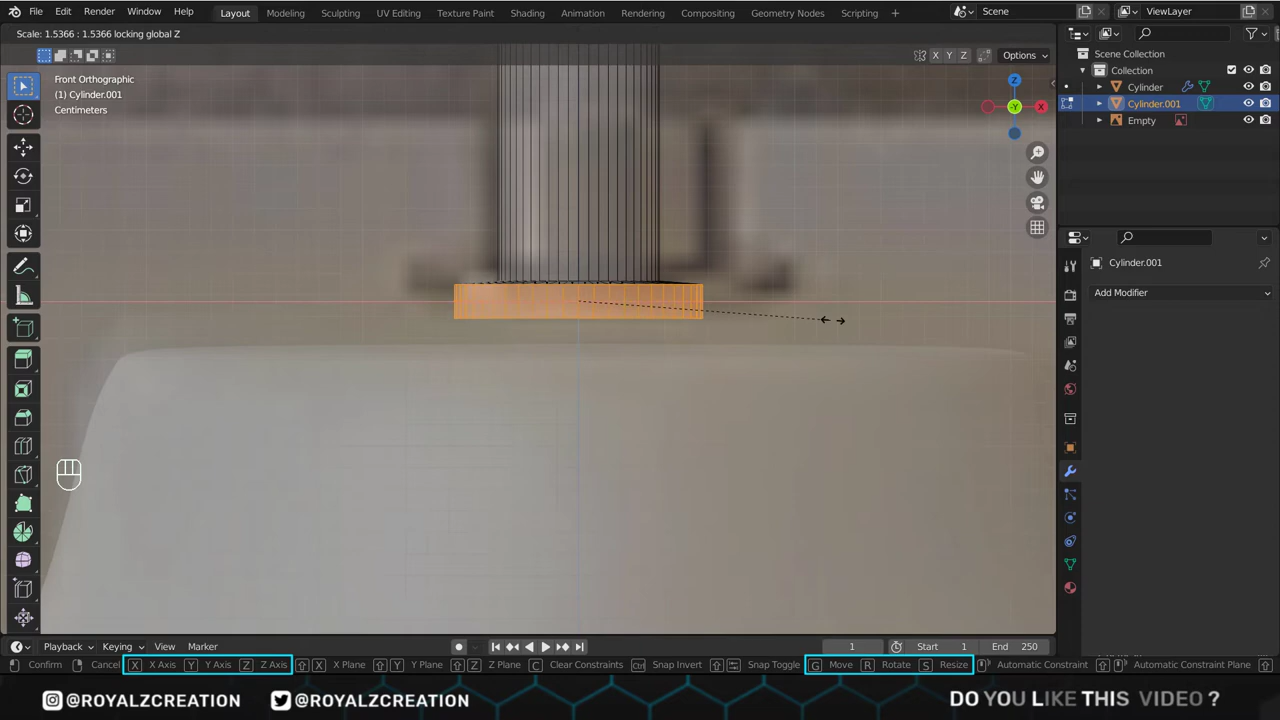 File Edit Render Window Help Layout Modeling Sculpting UV Editing Texture Paint Shading Animation Rendering Compositing Geometry Nodes Scripting + Scene ViewLayer
Scale: 1.5366 : 1.5366 locking global Z
X Y Z Options
Front Orthographic
(1) Cylinder.001
Centimeters
Z
-Y
X
Scene Collection
Collection
Cylinder
Cylinder.001
Empty
Cylinder.001
Add Modifier
Playback Keying View Marker 1 Start 1 End 250
Confirm Cancel X X Axis Y Y Axis Z Z Axis X X Plane Y Y Plane Z Z Plane C Clear Constraints Ctrl Snap Invert Snap Toggle G Move R Rotate S Resize Automatic Constraint Automatic Constraint Plane
@ROYALZCREATION @ROYALZCREATION DO YOU LIKE THIS VIDEO ?